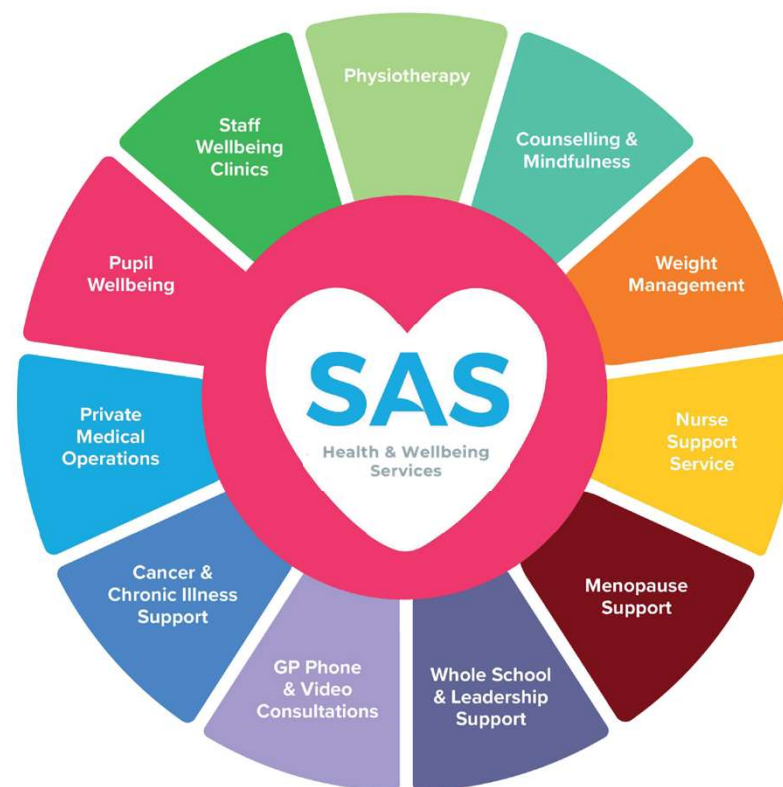 Physiotherapy
Counselling &
Mindfulness
Weight
Management
Nurse
Support
Service
Menopause
Support
Whole School
& Leadership
Support
GP Phone
& Video
Consultations
Cancer &
Chronic Illness
Support
Private
Medical
Operations
Pupil
Wellbeing
Staff
Wellbeing
Clinics
SAS
Health & Wellbeing
Services